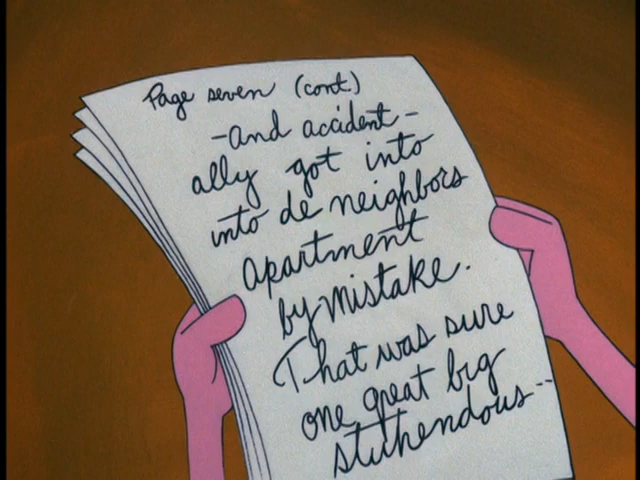 Page seven (cont.)
-and accident-
ally got into
into de neighbors
apartment
by mistake.
That was sure
one great big
stuhendous--